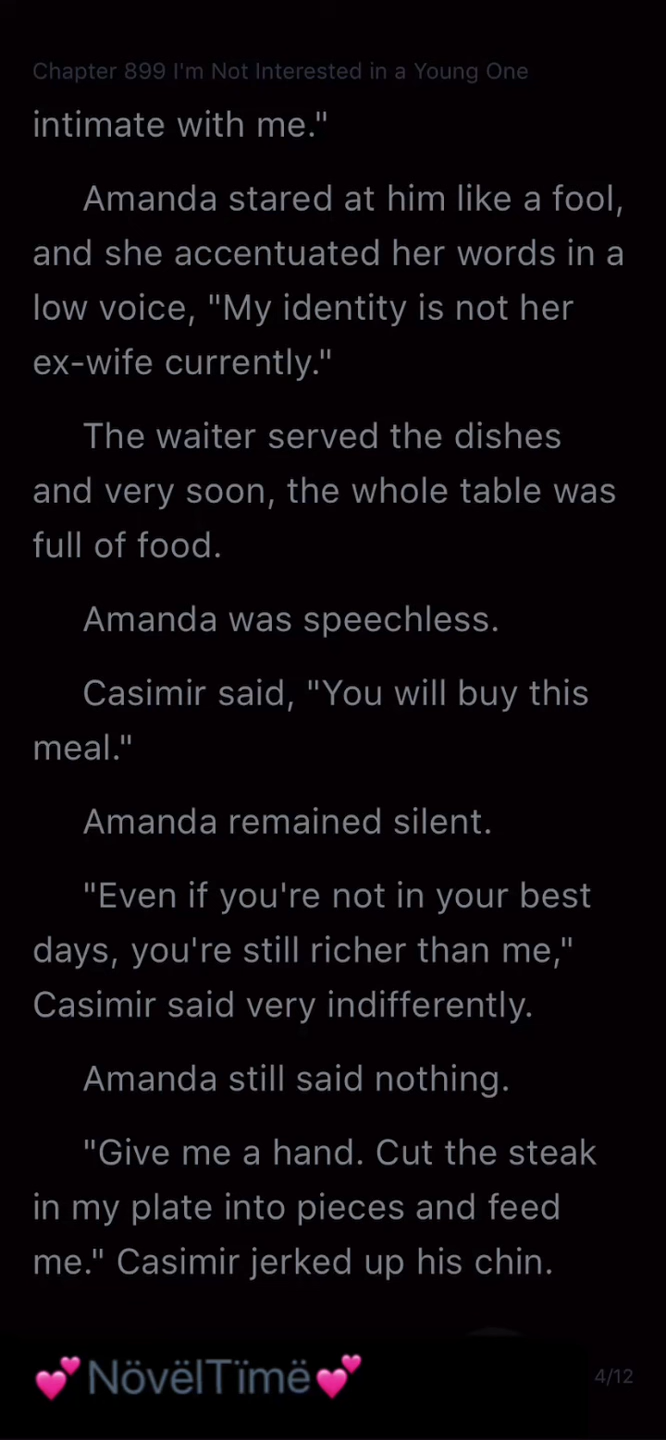 Chapter 899 I'm Not Interested in a Young One
intimate with me."
Amanda stared at him like a fool,
and she accentuated her words in a
low voice, "My identity is not her
ex-wife currently."
The waiter served the dishes
and very soon, the whole table was
full of food.
Amanda was speechless.
Casimir said, "You will buy this
meal."
Amanda remained silent.
"Even if you're not in your best
days, you're still richer than me,"
Casimir said very indifferently.
Amanda still said nothing.
"Give me a hand. Cut the steak
in my plate into pieces and feed
me." Casimir jerked up his chin.
💕NövëlTïmë💕
4/12